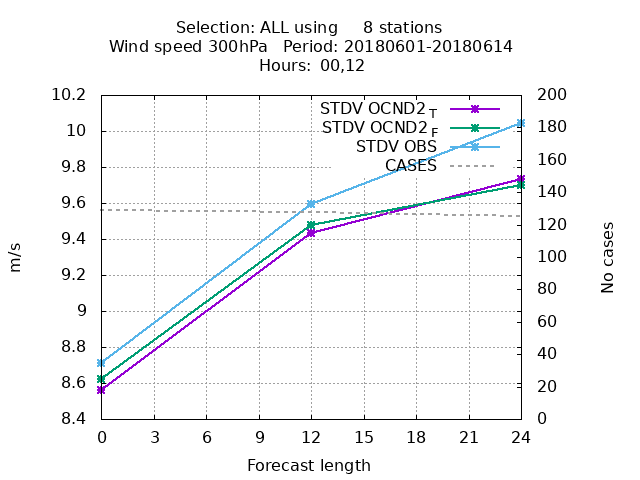 Selection: ALL using     8 stations
Wind speed 300hPa   Period: 20180601-20180614
Hours:  00,12
STDV OCND2 T
STDV OCND2 F
STDV OBS
CASES
10.2
10
9.8
9.6
9.4
9.2
9
8.8
8.6
8.4
m/s
200
180
160
140
120
100
80
60
40
20
0
No cases
0 3 6 9 12 15 18 21 24
Forecast length